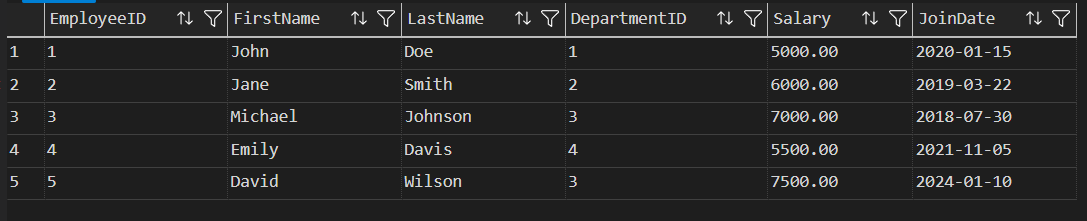 EmployeeID FirstName LastName DepartmentID Salary JoinDate
1 1 John Doe 1 5000.00 2020-01-15
2 2 Jane Smith 2 6000.00 2019-03-22
3 3 Michael Johnson 3 7000.00 2018-07-30
4 4 Emily Davis 4 5500.00 2021-11-05
5 5 David Wilson 3 7500.00 2024-01-10